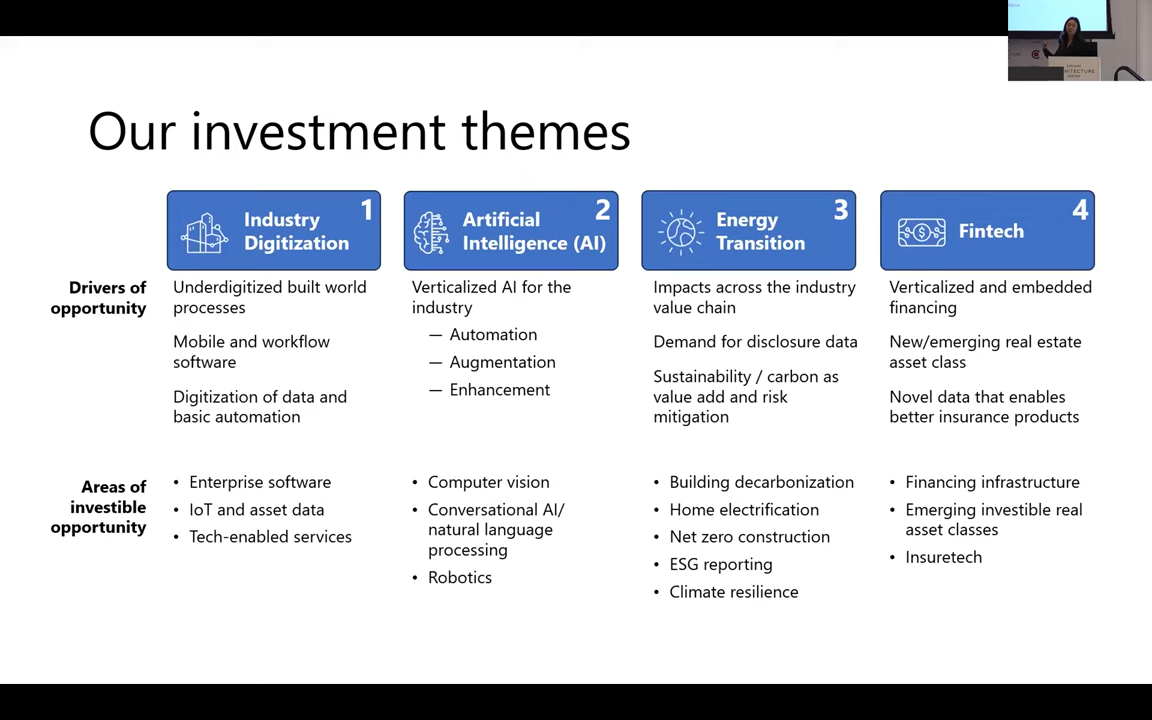 Our investment themes
1
Industry
Digitization
2
Artificial
Intelligence (AI)
3
Energy
Transition
4
Fintech
Drivers of
opportunity
Underdigitized built world
processes
Mobile and workflow
software
Digitization of data and
basic automation
Verticalized AI for the
industry
— Automation
— Augmentation
— Enhancement
Impacts across the industry
value chain
Demand for disclosure data
Sustainability / carbon as
value add and risk
mitigation
Verticalized and embedded
financing
New/emerging real estate
asset class
Novel data that enables
better insurance products
Areas of
investible
opportunity
• Enterprise software
• IoT and asset data
• Tech-enabled services
• Computer vision
• Conversational AI/
natural language
processing
• Robotics
• Building decarbonization
• Home electrification
• Net zero construction
• ESG reporting
• Climate resilience
• Financing infrastructure
• Emerging investible real
asset classes
• Insuretech